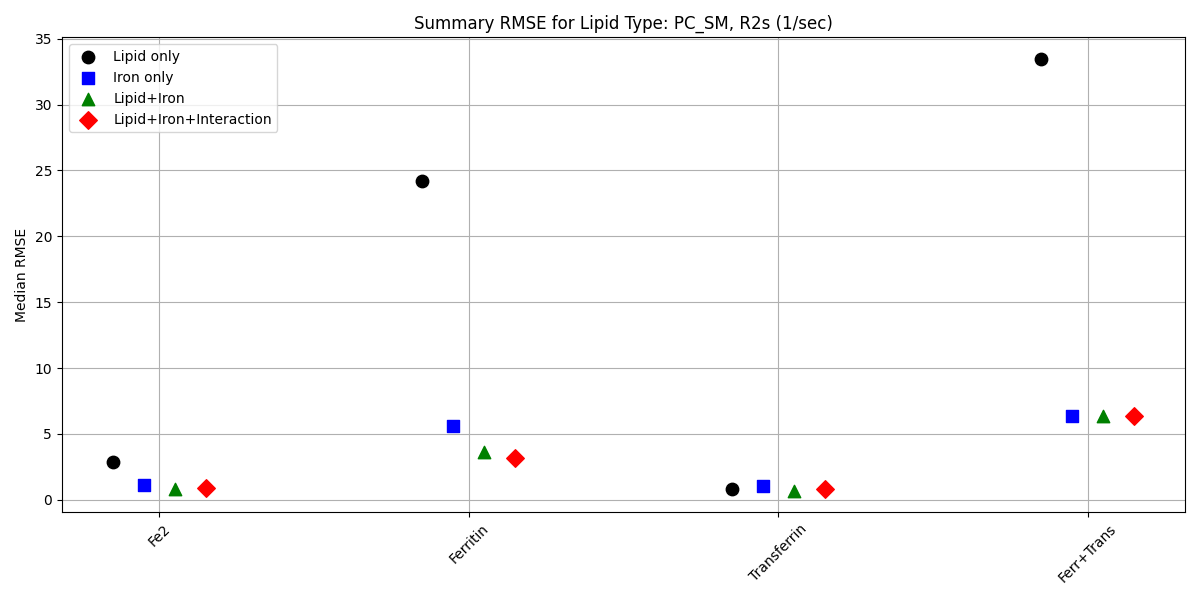 Summary RMSE for Lipid Type: PC_SM, R2s (1/sec)
Lipid only
Iron only
Lipid+Iron
Lipid+Iron+Interaction
Median RMSE
35
30
25
20
15
10
5
0
Fe2
Ferritin
Transferrin
Ferr+Trans